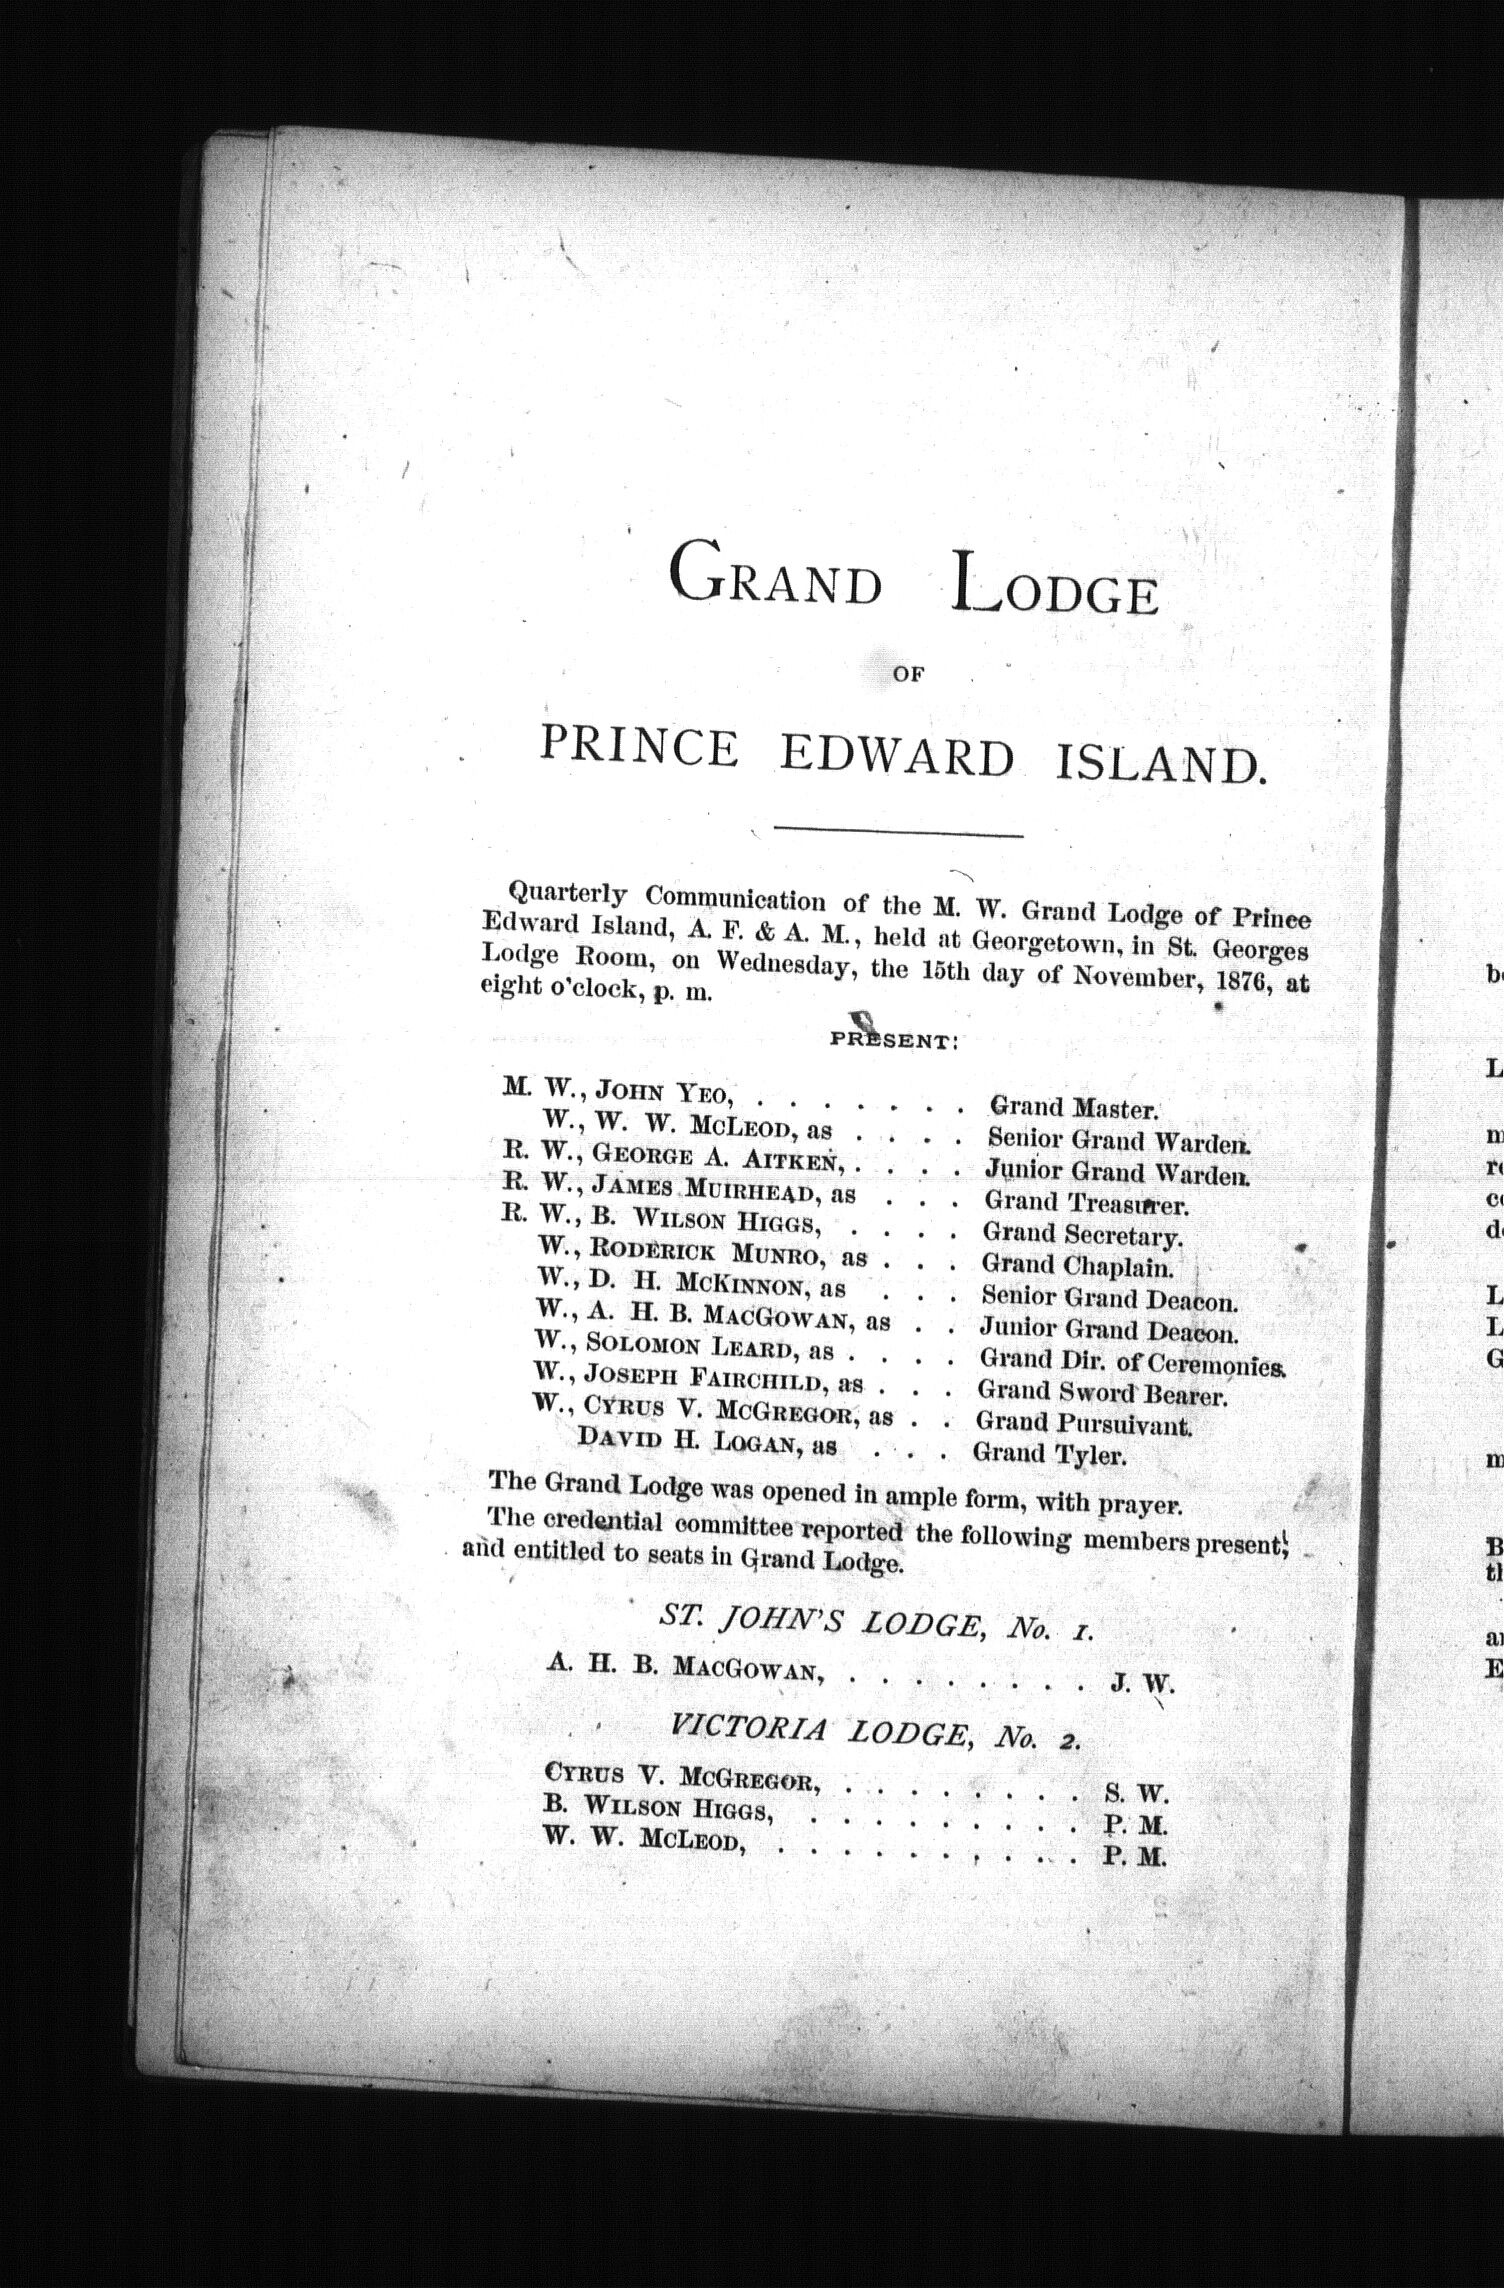 GRAND LODGE
OF
PRINCE EDWARD ISLAND.
Quarterly Communication of the M. W. Grand Lodge of Prince
Edward Island, A. F. & A. M., held at Georgetown, in St. Georges
Lodge Room, on Wednesday, the 15th day of November, 1876, at
eight o'clock, p. m.
PRESENT:
M. W., JOHN YEO, . . . . . . . Grand Master.
W., W. W. MCLEOD, as . . . . Senior Grand Warden.
R. W., GEORGE A. AITKEN, . . . . Junior Grand Warden.
R. W., JAMES MUIRHEAD, as . . . Grand Treasurer.
R. W., B. WILSON HIGGS, . . . . Grand Secretary.
W., RODERICK MUNRO, as . . . Grand Chaplain.
W., D. H. MCKINNON, as . . . Senior Grand Deacon.
W., A. H. B. MACGOWAN, as . . Junior Grand Deacon.
W., SOLOMON LEARD, as . . . . Grand Dir. of Ceremonies.
W., JOSEPH FAIRCHILD, as . . . Grand Sword Bearer.
W., CYRUS V. MCGREGOR, as . . Grand Pursuivant.
DAVID H. LOGAN, as . . . Grand Tyler.
The Grand Lodge was opened in ample form, with prayer.
The credential committee reported the following members present,
and entitled to seats in Grand Lodge.
ST. JOHN'S LODGE, No. 1.
A. H. B. MACGOWAN, . . . . . . . . J. W.
VICTORIA LODGE, No. 2.
CYRUS V. MCGREGOR, . . . . . . . . S. W.
B. WILSON HIGGS, . . . . . . . . . P. M.
W. W. MCLEOD, . . . . . . . . . . P. M.